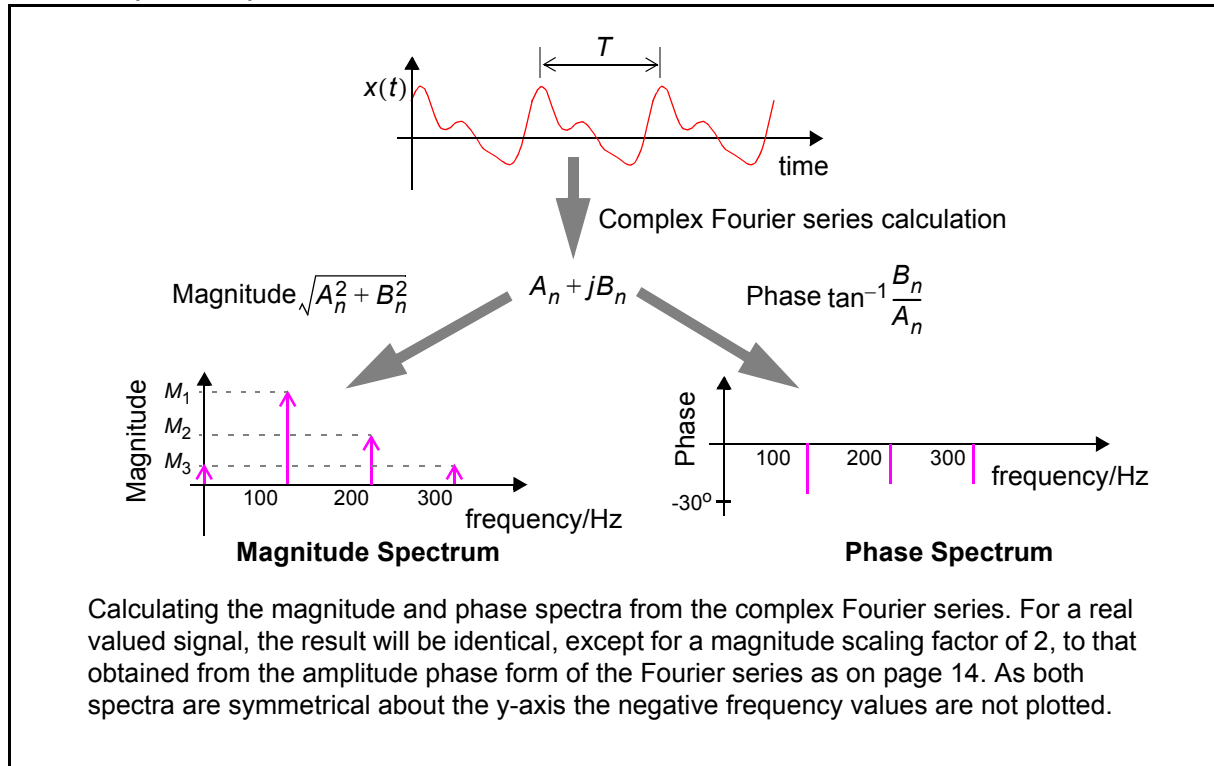 T
x(t)
time
Complex Fourier series calculation
Magnitude √(A_n^2 + B_n^2)
A_n + jB_n
Phase tan^−1 B_n/A_n
Magnitude
M_1
M_2
M_3
100 200 300
frequency/Hz
Magnitude Spectrum
Phase
100 200 300
-30º
frequency/Hz
Phase Spectrum
Calculating the magnitude and phase spectra from the complex Fourier series. For a real
valued signal, the result will be identical, except for a magnitude scaling factor of 2, to that
obtained from the amplitude phase form of the Fourier series as on page 14. As both
spectra are symmetrical about the y-axis the negative frequency values are not plotted.